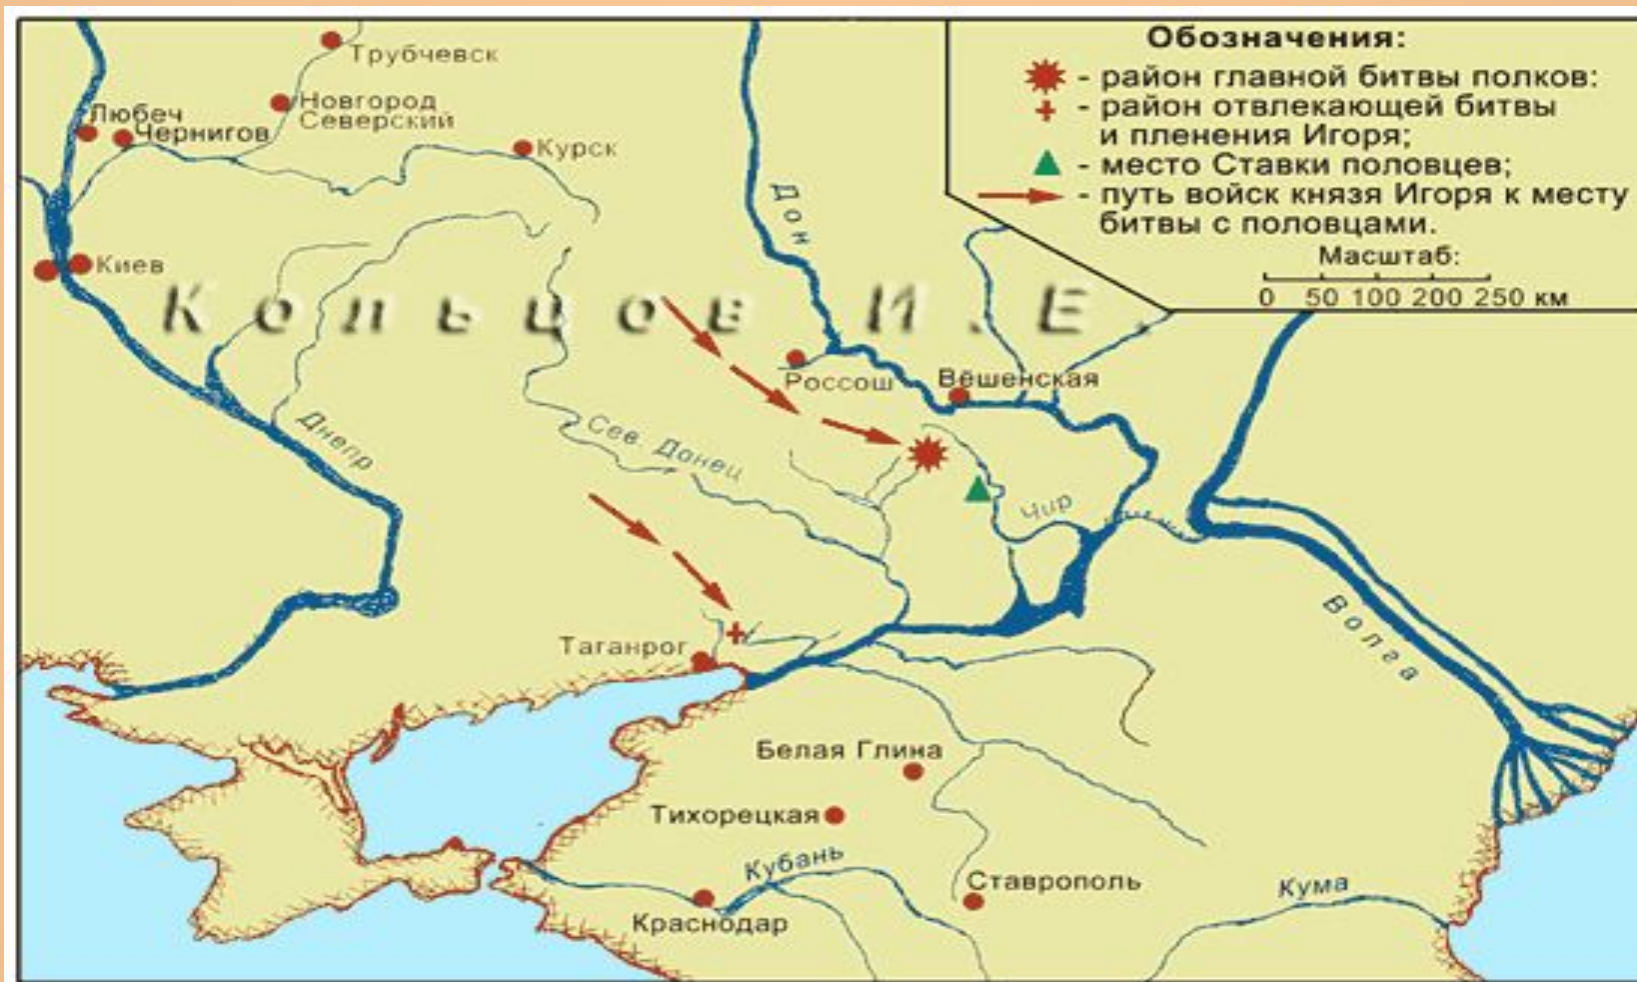 Обозначения:
- район главной битвы полков:
- район отвлекающей битвы
и пленения Игоря;
- место Ставки половцев;
- путь войск князя Игоря к месту
битвы с половцами.
Масштаб:
0 50 100 200 250 км
Трубчевск
Новгород
Северский
Любеч
Чернигов
Курск
Дон
Киев
Кольцов И.Е.
Россош
Вёшенская
Днепр
Сев. Донец
Чир
Волга
Таганрог
Белая Глина
Тихорецкая
Кубань
Ставрополь
Кума
Краснодар